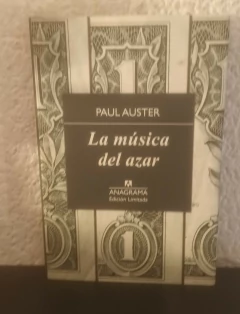 PAUL AUSTER
La música
del azar
ANAGRAMA
Edición Limitada